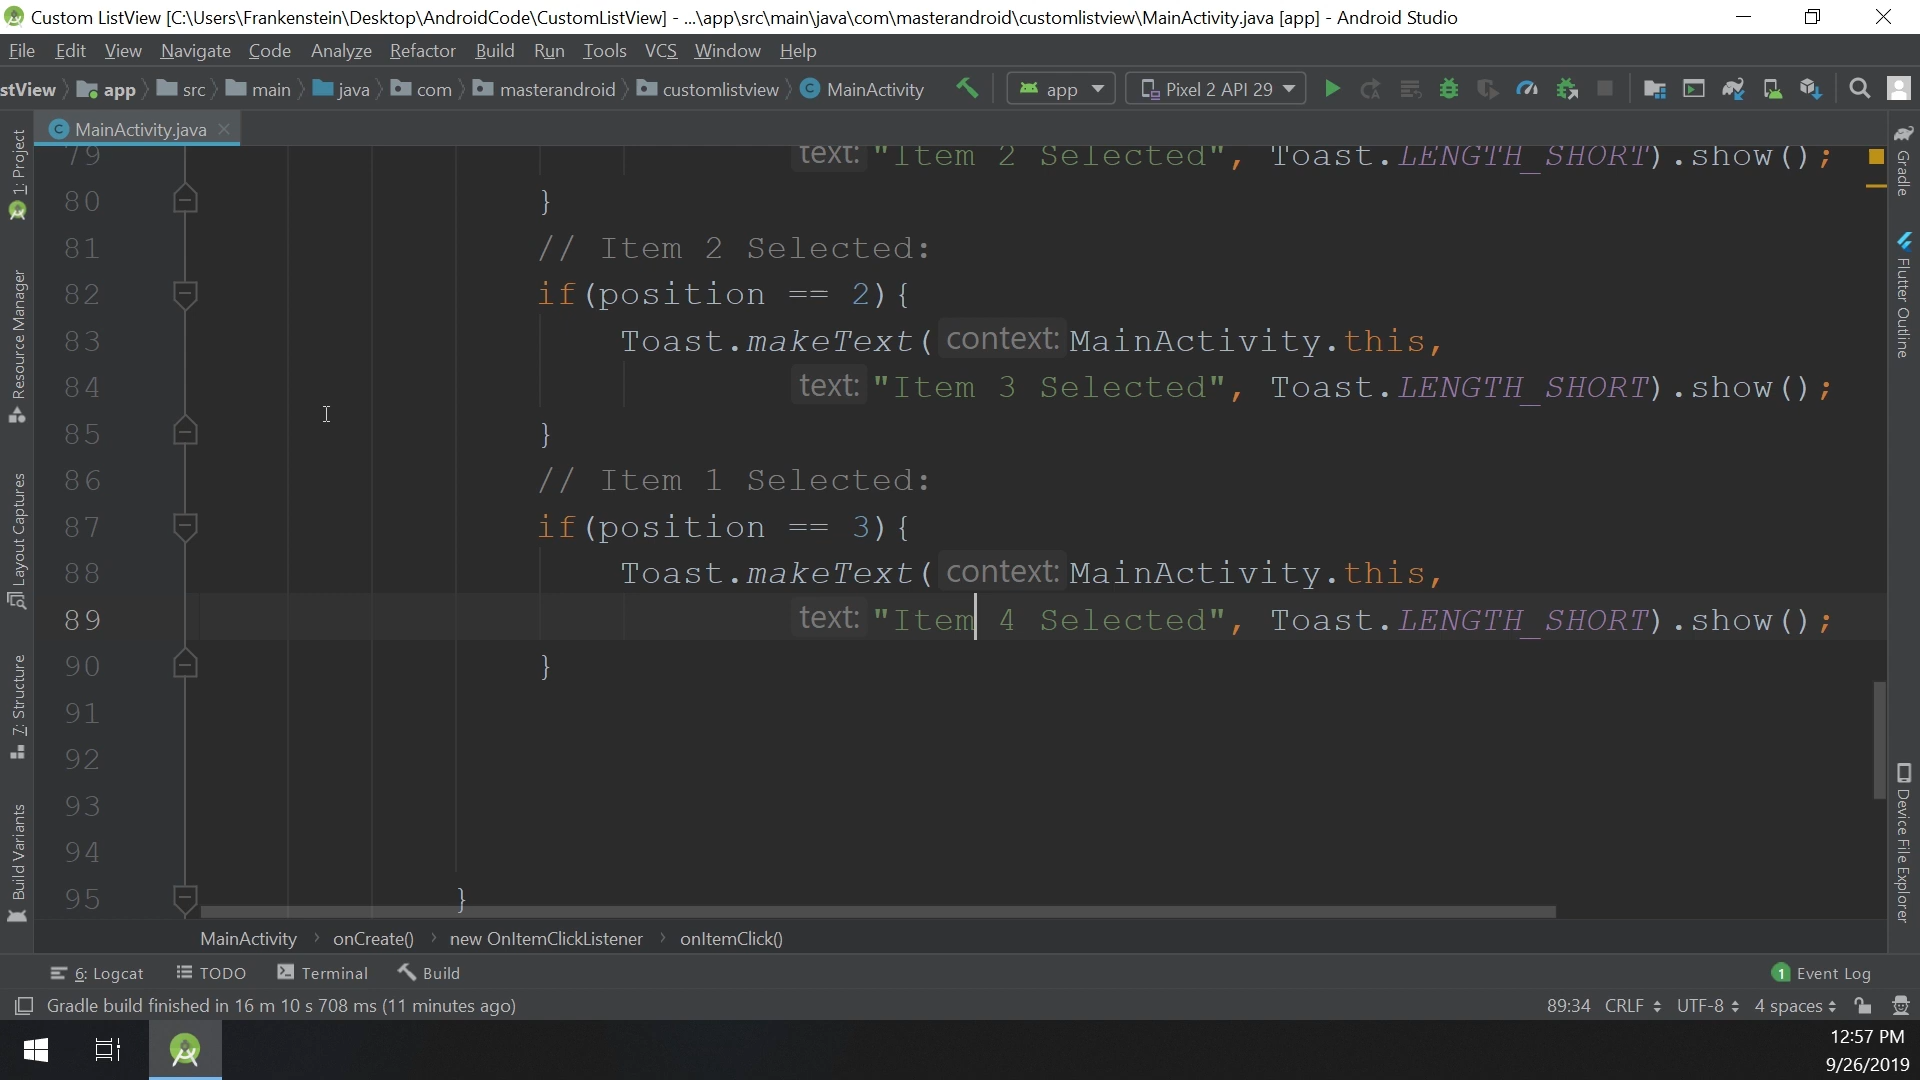 Custom ListView [C:\Users\Frankenstein\Desktop\AndroidCode\CustomListView] - ...\app\src\main\java\com\masterandroid\customlistview\MainActivity.java [app] - Android Studio
File Edit View Navigate Code Analyze Refactor Build Run Tools VCS Window Help
stView app src main java com masterandroid customlistview MainActivity app Pixel 2 API 29
MainActivity.java
79 text: "Item 2 Selected", Toast.LENGTH_SHORT).show();
80 }
81 // Item 2 Selected:
82 if(position == 2){
83 Toast.makeText( context: MainActivity.this,
84 text: "Item 3 Selected", Toast.LENGTH_SHORT).show();
85 }
86 // Item 1 Selected:
87 if(position == 3){
88 Toast.makeText( context: MainActivity.this,
89 text: "Item 4 Selected", Toast.LENGTH_SHORT).show();
90 }
91
92
93
94
95 }
1: Project
Resource Manager
Layout Captures
7: Structure
Build Variants
Gradle
Flutter Outline
Device File Explorer
MainActivity onCreate() new OnItemClickListener onItemClick()
6: Logcat TODO Terminal Build 1 Event Log
Gradle build finished in 16 m 10 s 708 ms (11 minutes ago) 89:34 CRLF UTF-8 4 spaces
12:57 PM
9/26/2019